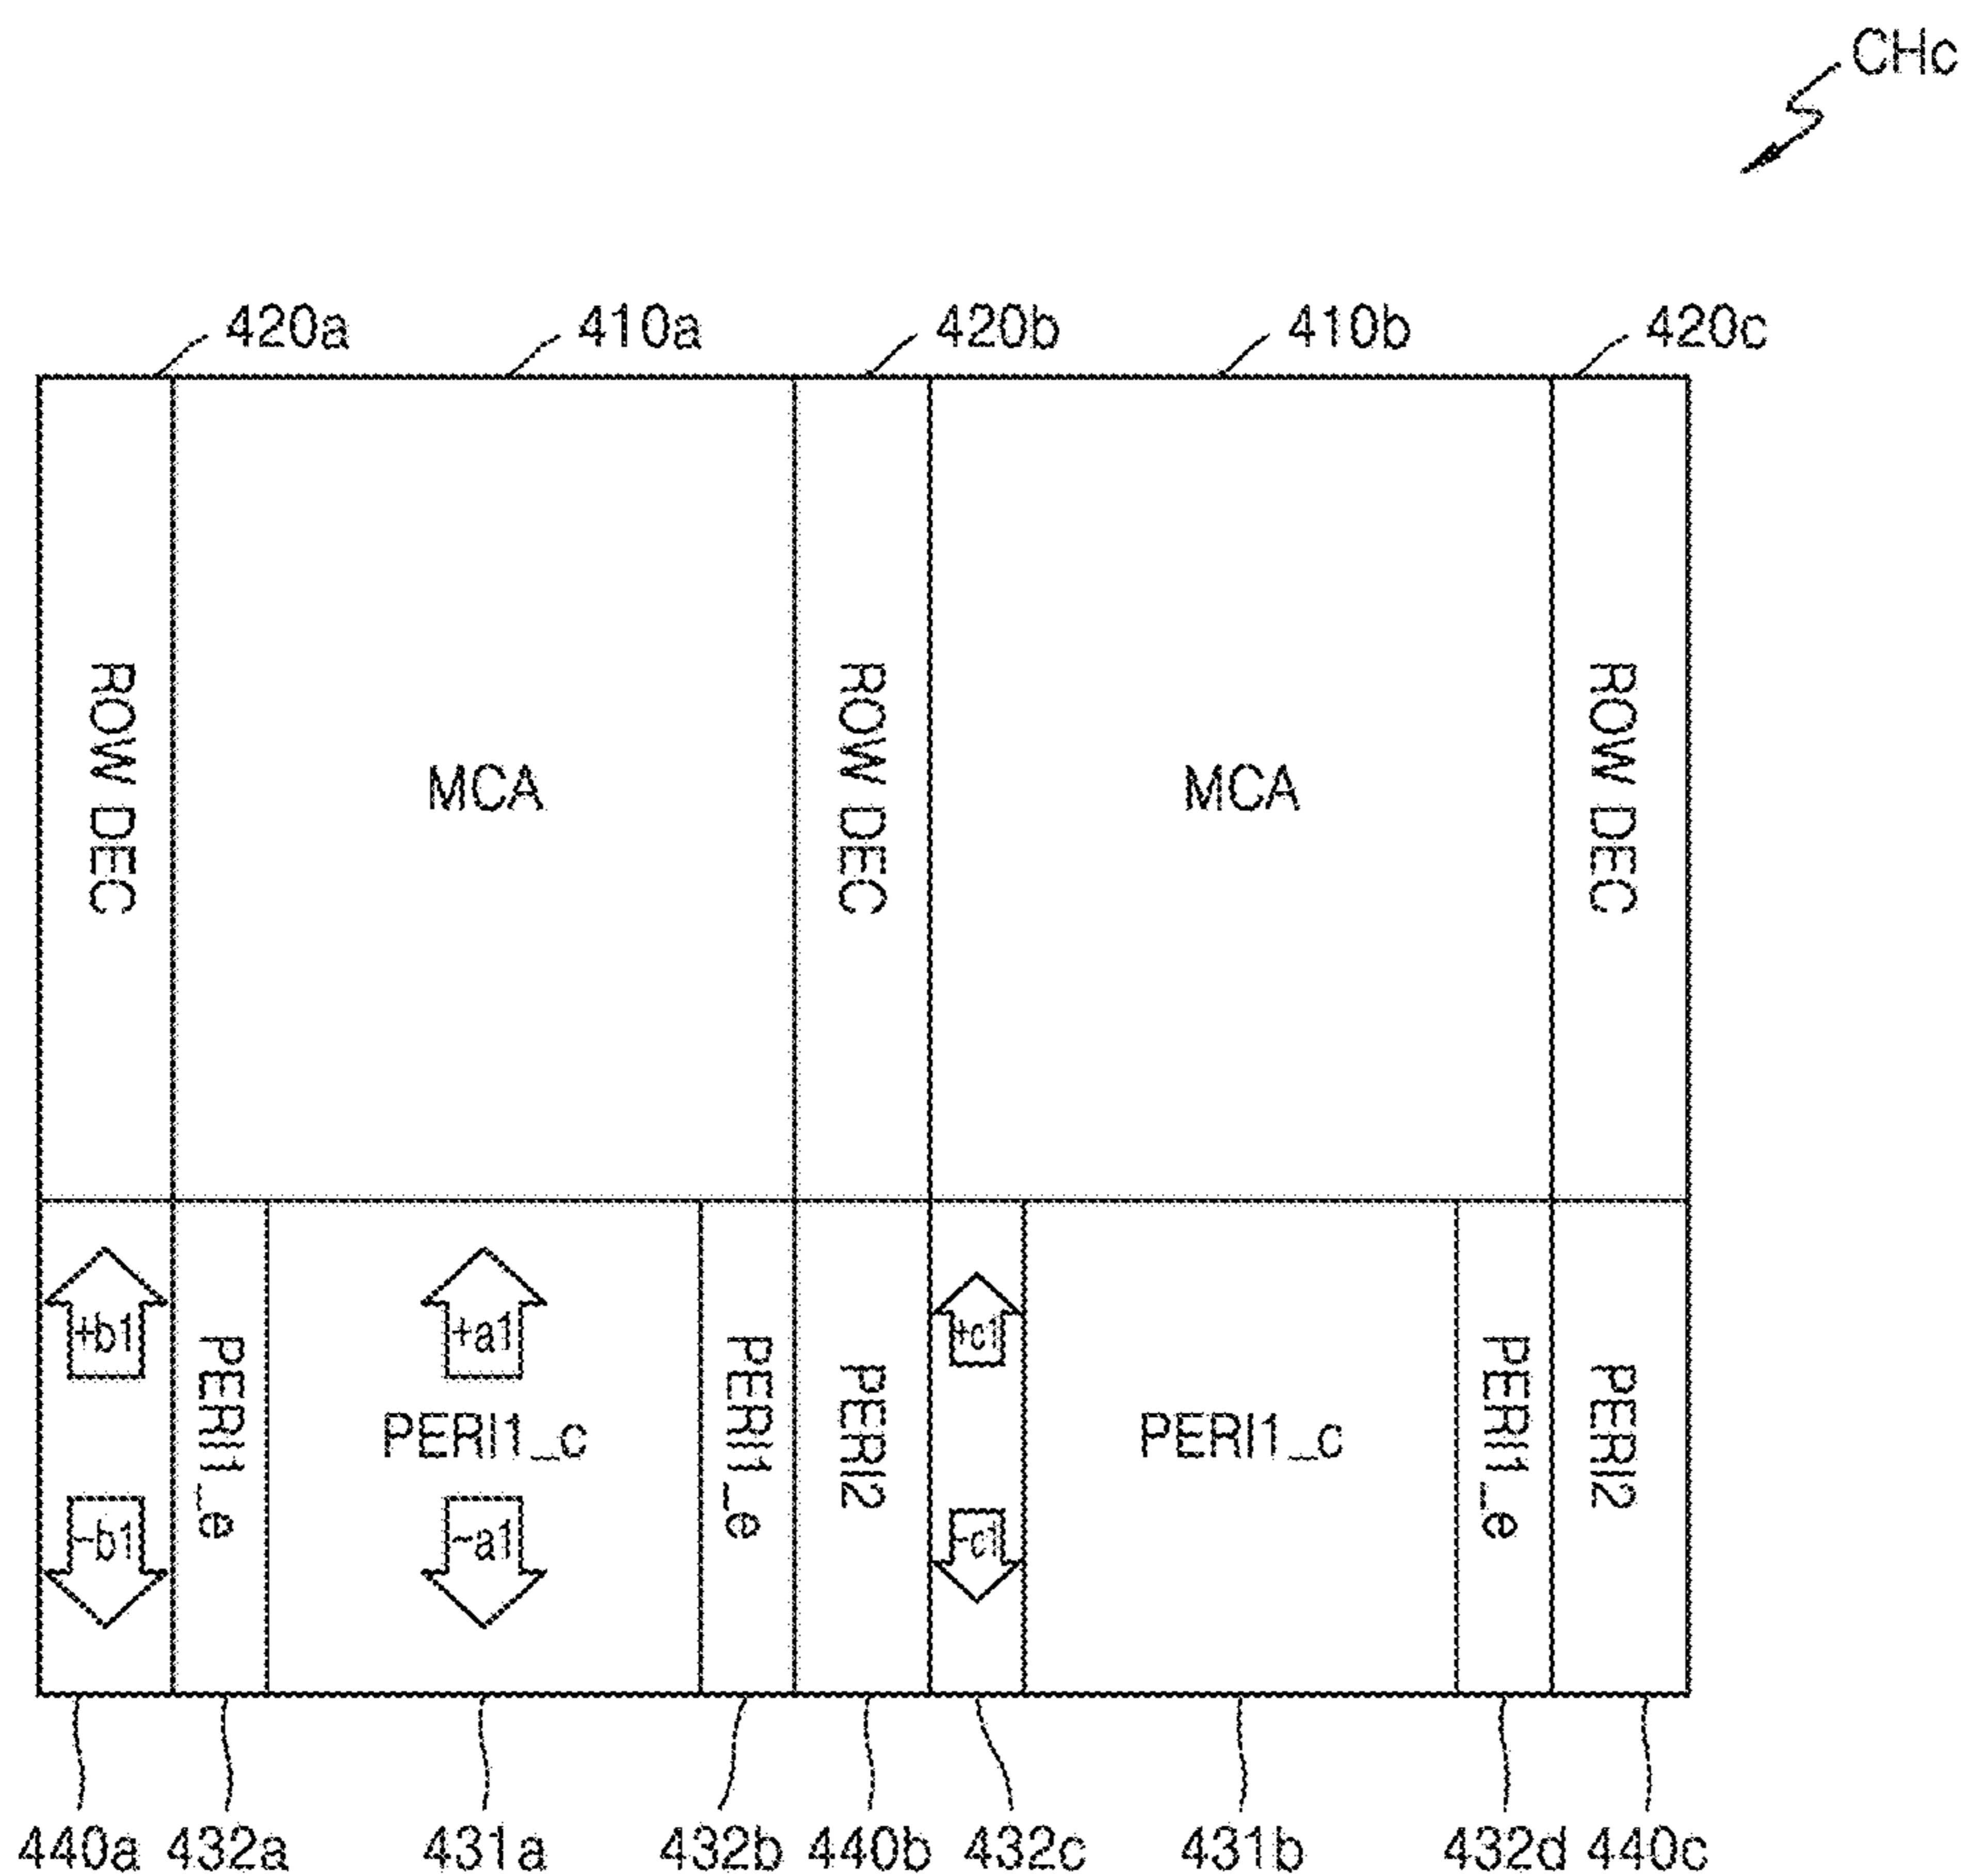 CHc
420a 410a 420b 410b 420c
ROW DEC MCA ROW DEC MCA ROW DEC
+b1 +a1 +c1
PERI1_e PERI1_c PERI1_e PERI2 PERI1_c PERI1_e PERI2
-b1 -a1 -c1
440a 432a 431a 432b 440b 432c 431b 432d 440c